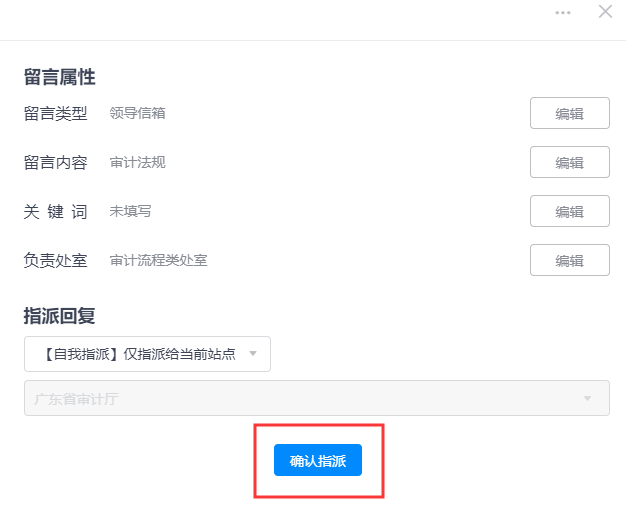 留言属性
留言类型 领导信箱 编辑
留言内容 审计法规 编辑
关 键 词 未填写 编辑
负责处室 审计流程类处室 编辑
指派回复
【自我指派】仅指派给当前站点
广东省审计厅
确认指派